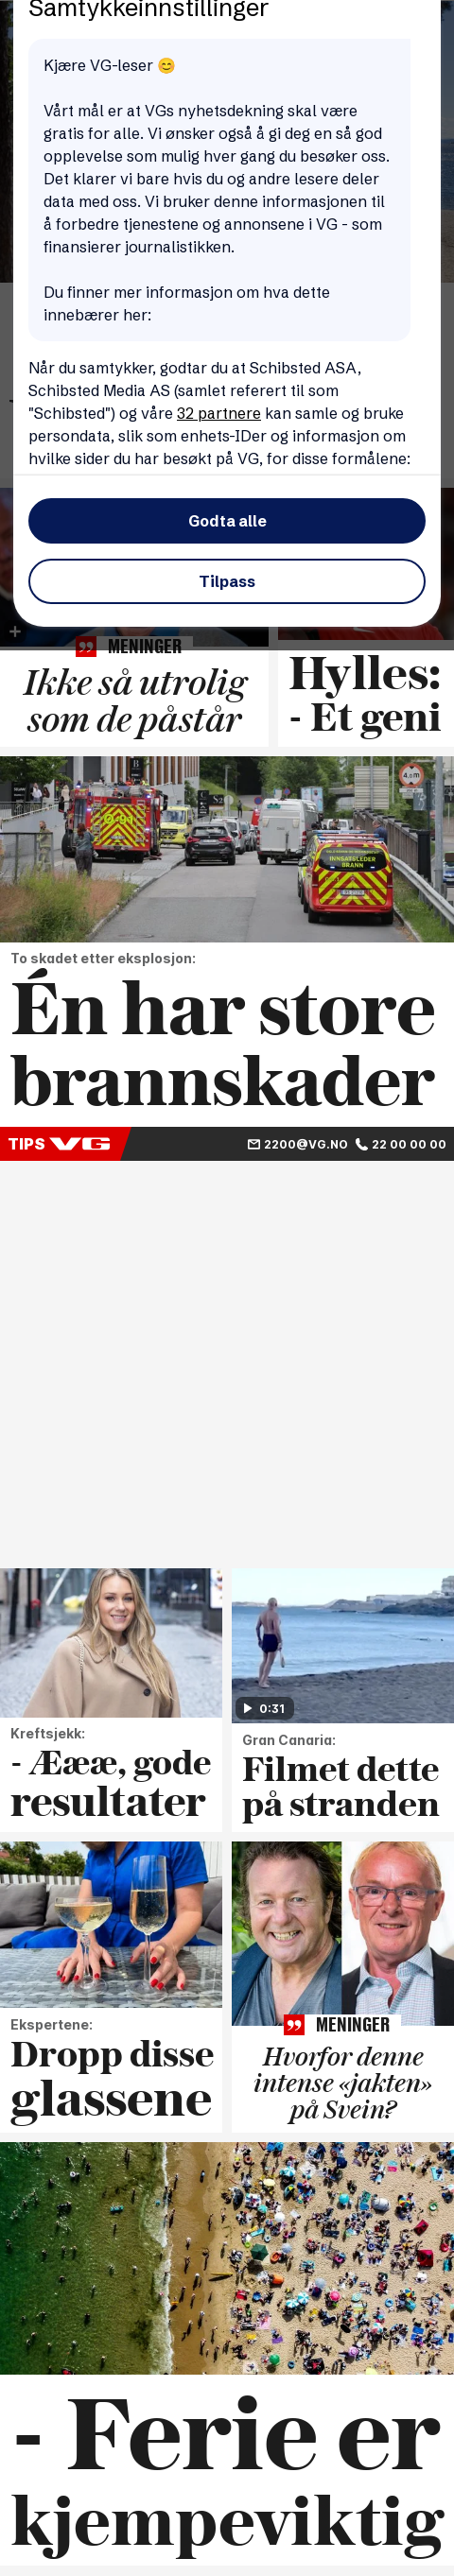 Samtykkeinnstillinger
Kjære VG-leser 😊
Vårt mål er at VGs nyhetsdekning skal være
gratis for alle. Vi ønsker også å gi deg en så god
opplevelse som mulig hver gang du besøker oss.
Det klarer vi bare hvis du og andre lesere deler
data med oss. Vi bruker denne informasjonen til
å forbedre tjenestene og annonsene i VG - som
finansierer journalistikken.
Du finner mer informasjon om hva dette
innebærer her:
Når du samtykker, godtar du at Schibsted ASA,
Schibsted Media AS (samlet referert til som
"Schibsted") og våre 32 partnere kan samle og bruke
persondata, slik som enhets-IDer og informasjon om
hvilke sider du har besøkt på VG, for disse formålene:
Godta alle
Tilpass
MENINGER
Ikke så utrolig
som de påstår
Hylles:
- Et geni
INNSATSLEDER
BRANN
To skadet etter eksplosjon:
Én har store
brannskader
TIPS VG
2200@VG.NO 22 00 00 00
0:31
Kreftsjekk:
- Æææ, gode
resultater
Gran Canaria:
Filmet dette
på stranden
Ekspertene:
Dropp disse
glassene
MENINGER
Hvorfor denne
intense «jakten»
på Svein?
- Ferie er
kjempeviktig